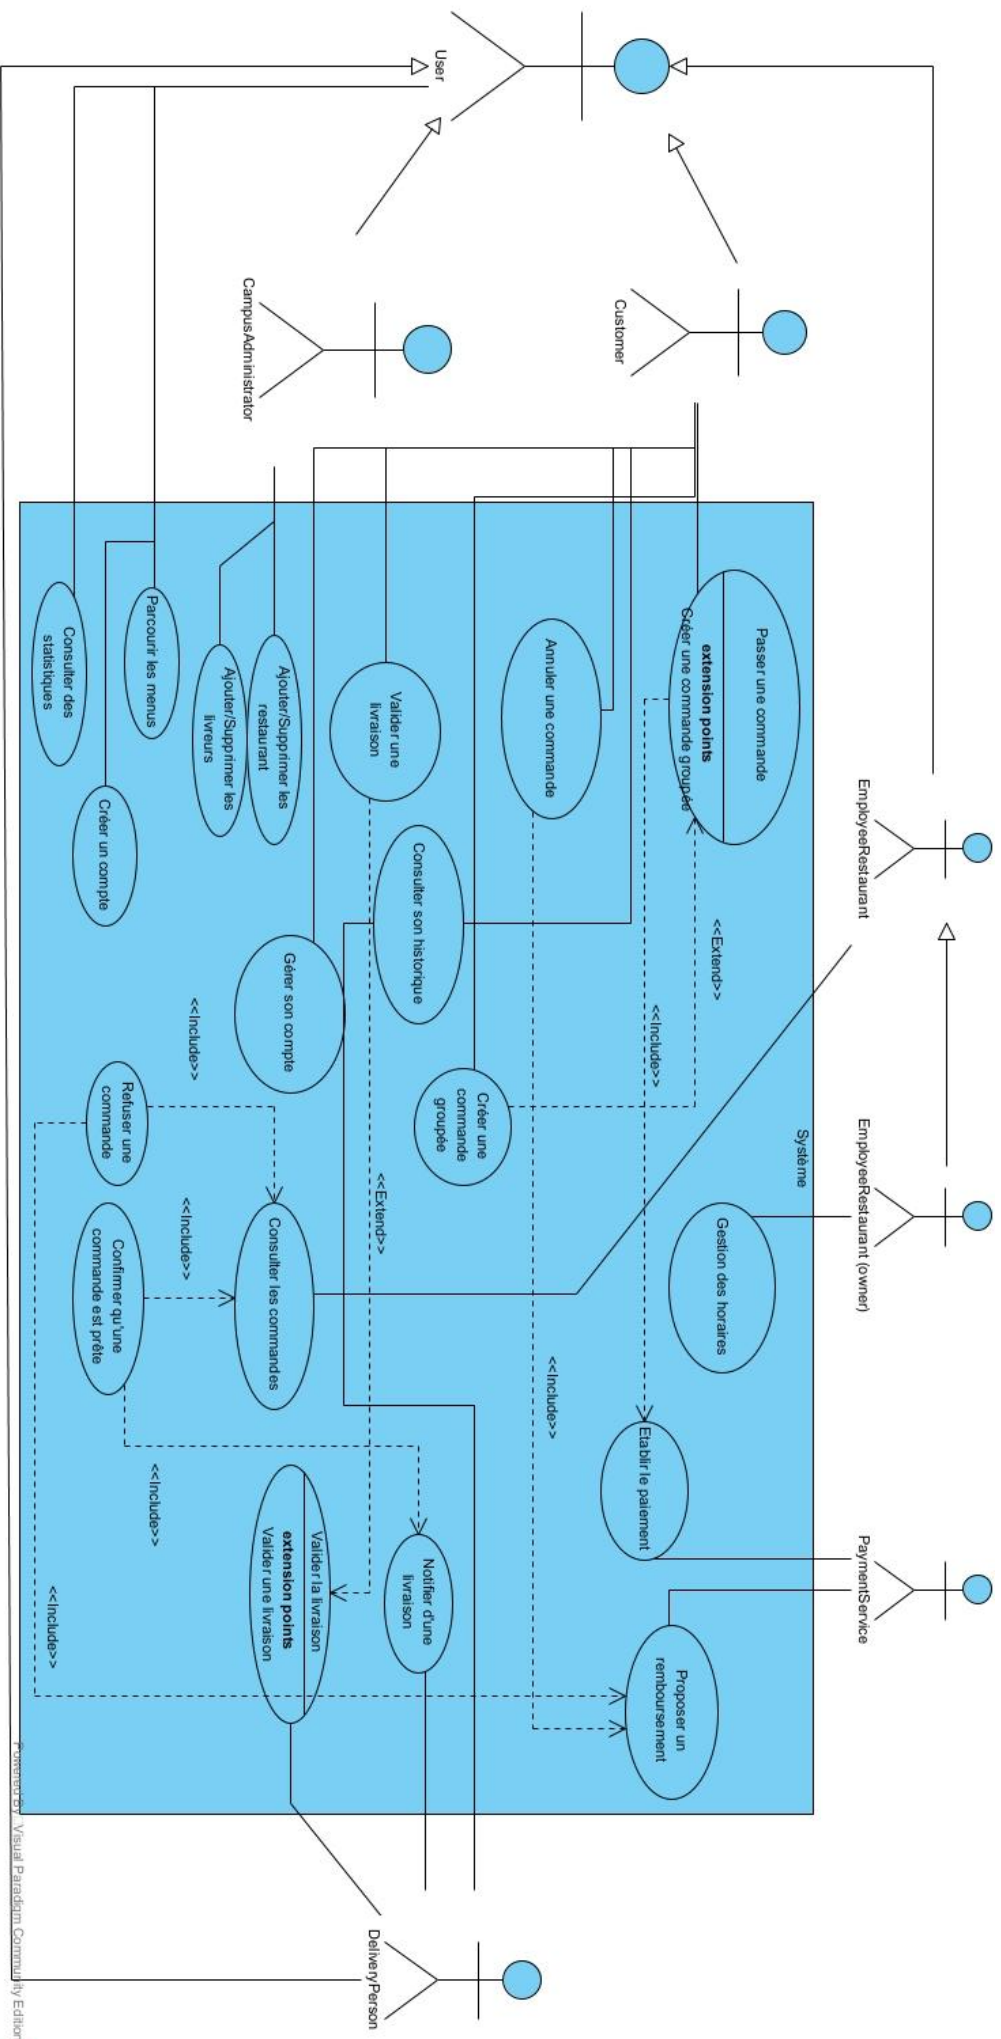 User
CampusAdministrator
Customer
EmployeeRestaurant
EmployeeRestaurant (owner)
PaymentService
DeliveryPerson
Système
Passer une commande
extension points
Créer une commande groupée
Annuler une commande
Valider une
livraison
Ajouter/Supprimer les
restaurant
Ajouter/Supprimer les
livreurs
Parcourir les menus
Consulter des
statistiques
Créer un compte
Consulter son historique
Gérer son compte
Créer une
commande
groupée
Refuser une
commande
Confirmer qu'une
commande est prête
Consulter les commandes
Gestion des horaires
Etablir le paiement
Proposer un
remboursement
Notifier d'une
livraison
Valider la livraison
extension points
Valider une livraison
<<Extend>>
<<Include>>
<<Include>>
<<Extend>>
<<Include>>
<<Include>>
<<Include>>
<<Include>>
Powered By Visual Paradigm Community Edition